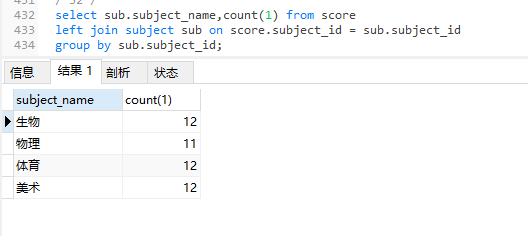 432 select sub.subject_name,count(1) from score
433 left join subject sub on score.subject_id = sub.subject_id
434 group by sub.subject_id;
信息 结果 1 剖析 状态
subject_name count(1)
生物 12
物理 11
体育 12
美术 12